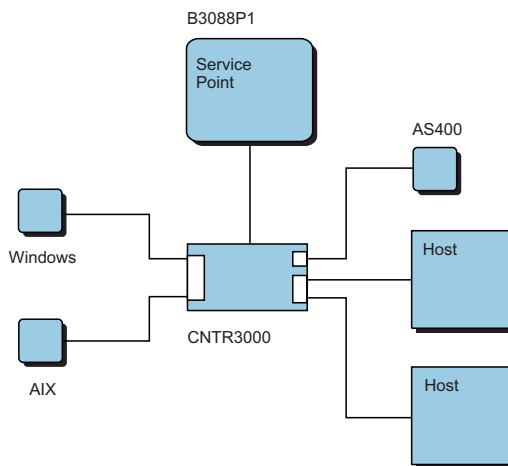 B3088P1
Service
Point
AS400
Windows
Host
CNTR3000
AIX
Host